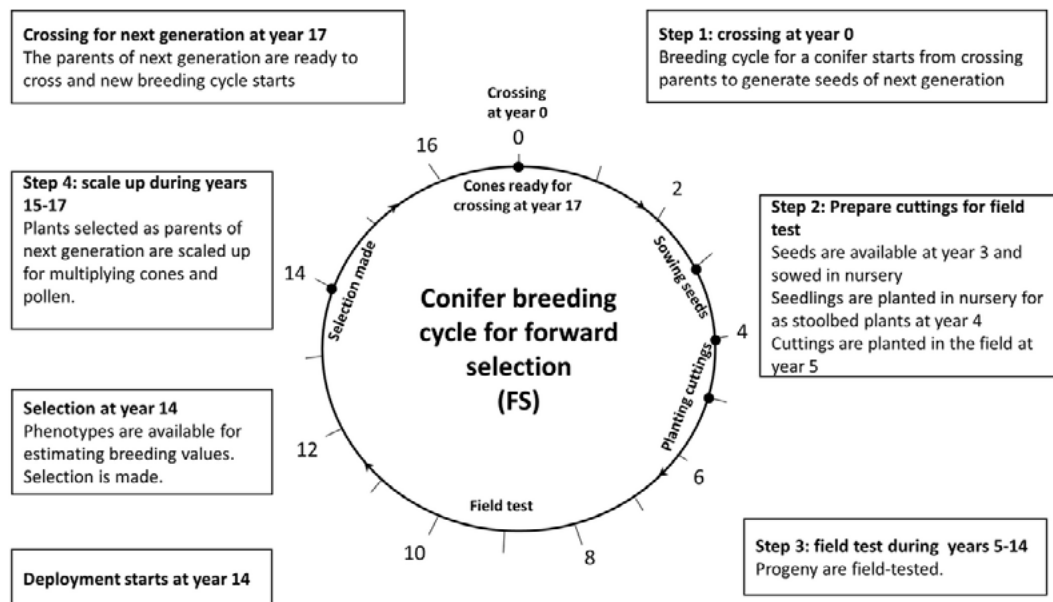 Crossing for next generation at year 17
The parents of next generation are ready to
cross and new breeding cycle starts
Step 1: crossing at year 0
Breeding cycle for a conifer starts from crossing
parents to generate seeds of next generation
Crossing
at year 0
0
2
4
6
8
10
12
14
16
Cones ready for
crossing at year 17
Sowing seeds
Planting cuttings
Field test
Selection made
Conifer breeding
cycle for forward
selection
(FS)
Step 4: scale up during years
15-17
Plants selected as parents of
next generation are scaled up
for multiplying cones and
pollen.
Step 2: Prepare cuttings for field
test
Seeds are available at year 3 and
sowed in nursery
Seedlings are planted in nursery for
as stoolbed plants at year 4
Cuttings are planted in the field at
year 5
Selection at year 14
Phenotypes are available for
estimating breeding values.
Selection is made.
Step 3: field test during years 5-14
Progeny are field-tested.
Deployment starts at year 14